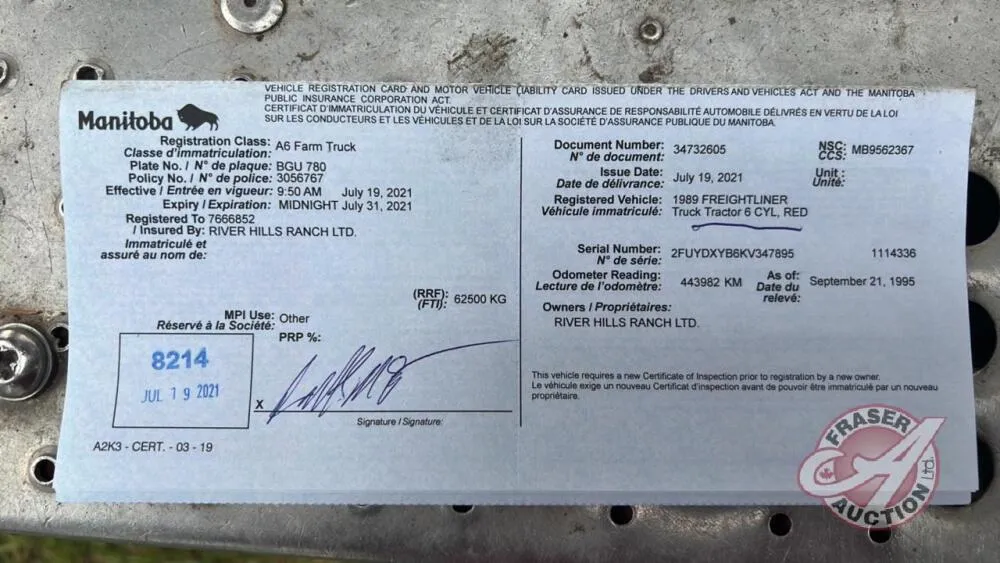 VEHICLE REGISTRATION CARD AND MOTOR VEHICLE LIABILITY CARD ISSUED UNDER THE DRIVERS AND VEHICLES ACT AND THE MANITOBA
PUBLIC INSURANCE CORPORATION ACT.
CERTIFICAT D'IMMATRICULATION DU VÉHICULE ET CERTIFICAT D'ASSURANCE DE RESPONSABILITÉ AUTOMOBILE DÉLIVRÉS EN VERTU DE LA LOI
SUR LES CONDUCTEURS ET LES VÉHICULES ET DE LA LOI SUR LA SOCIÉTÉ D'ASSURANCE PUBLIQUE DU MANITOBA.
Manitoba
Registration Class: A6 Farm Truck
Classe d'immatriculation:
Plate No. / N° de plaque: BGU 780
Policy No. / N° de police: 3056767
Effective / Entrée en vigueur: 9:50 AM July 19, 2021
Expiry / Expiration: MIDNIGHT July 31, 2021
Registered To 7666852
/ Insured By: RIVER HILLS RANCH LTD.
Immatriculé et
assuré au nom de:
(RRF): 62500 KG
(FTI):
MPI Use: Other
Réservé à la Société:
PRP %:
8214
JUL 19 2021
X
Signature / Signature:
A2K3 - CERT. - 03 - 19
Document Number: 34732605
N° de document:
NSC: MB9562367
CCS:
Issue Date: July 19, 2021
Date de délivrance:
Unit :
Unité:
Registered Vehicle: 1989 FREIGHTLINER
Véhicule immatriculé: Truck Tractor 6 CYL, RED
Serial Number: 2FUYDXYB6KV347895 1114336
N° de série:
Odometer Reading: 443982 KM
Lecture de l'odomètre:
As of: September 21, 1995
Date du
relevé:
Owners / Propriétaires:
RIVER HILLS RANCH LTD.
This vehicle requires a new Certificate of Inspection prior to registration by a new owner.
Le véhicule exige un nouveau Certificat d'inspection avant de pouvoir être immatriculé par un nouveau
propriétaire.
FRASER
AUCTION Ltd.